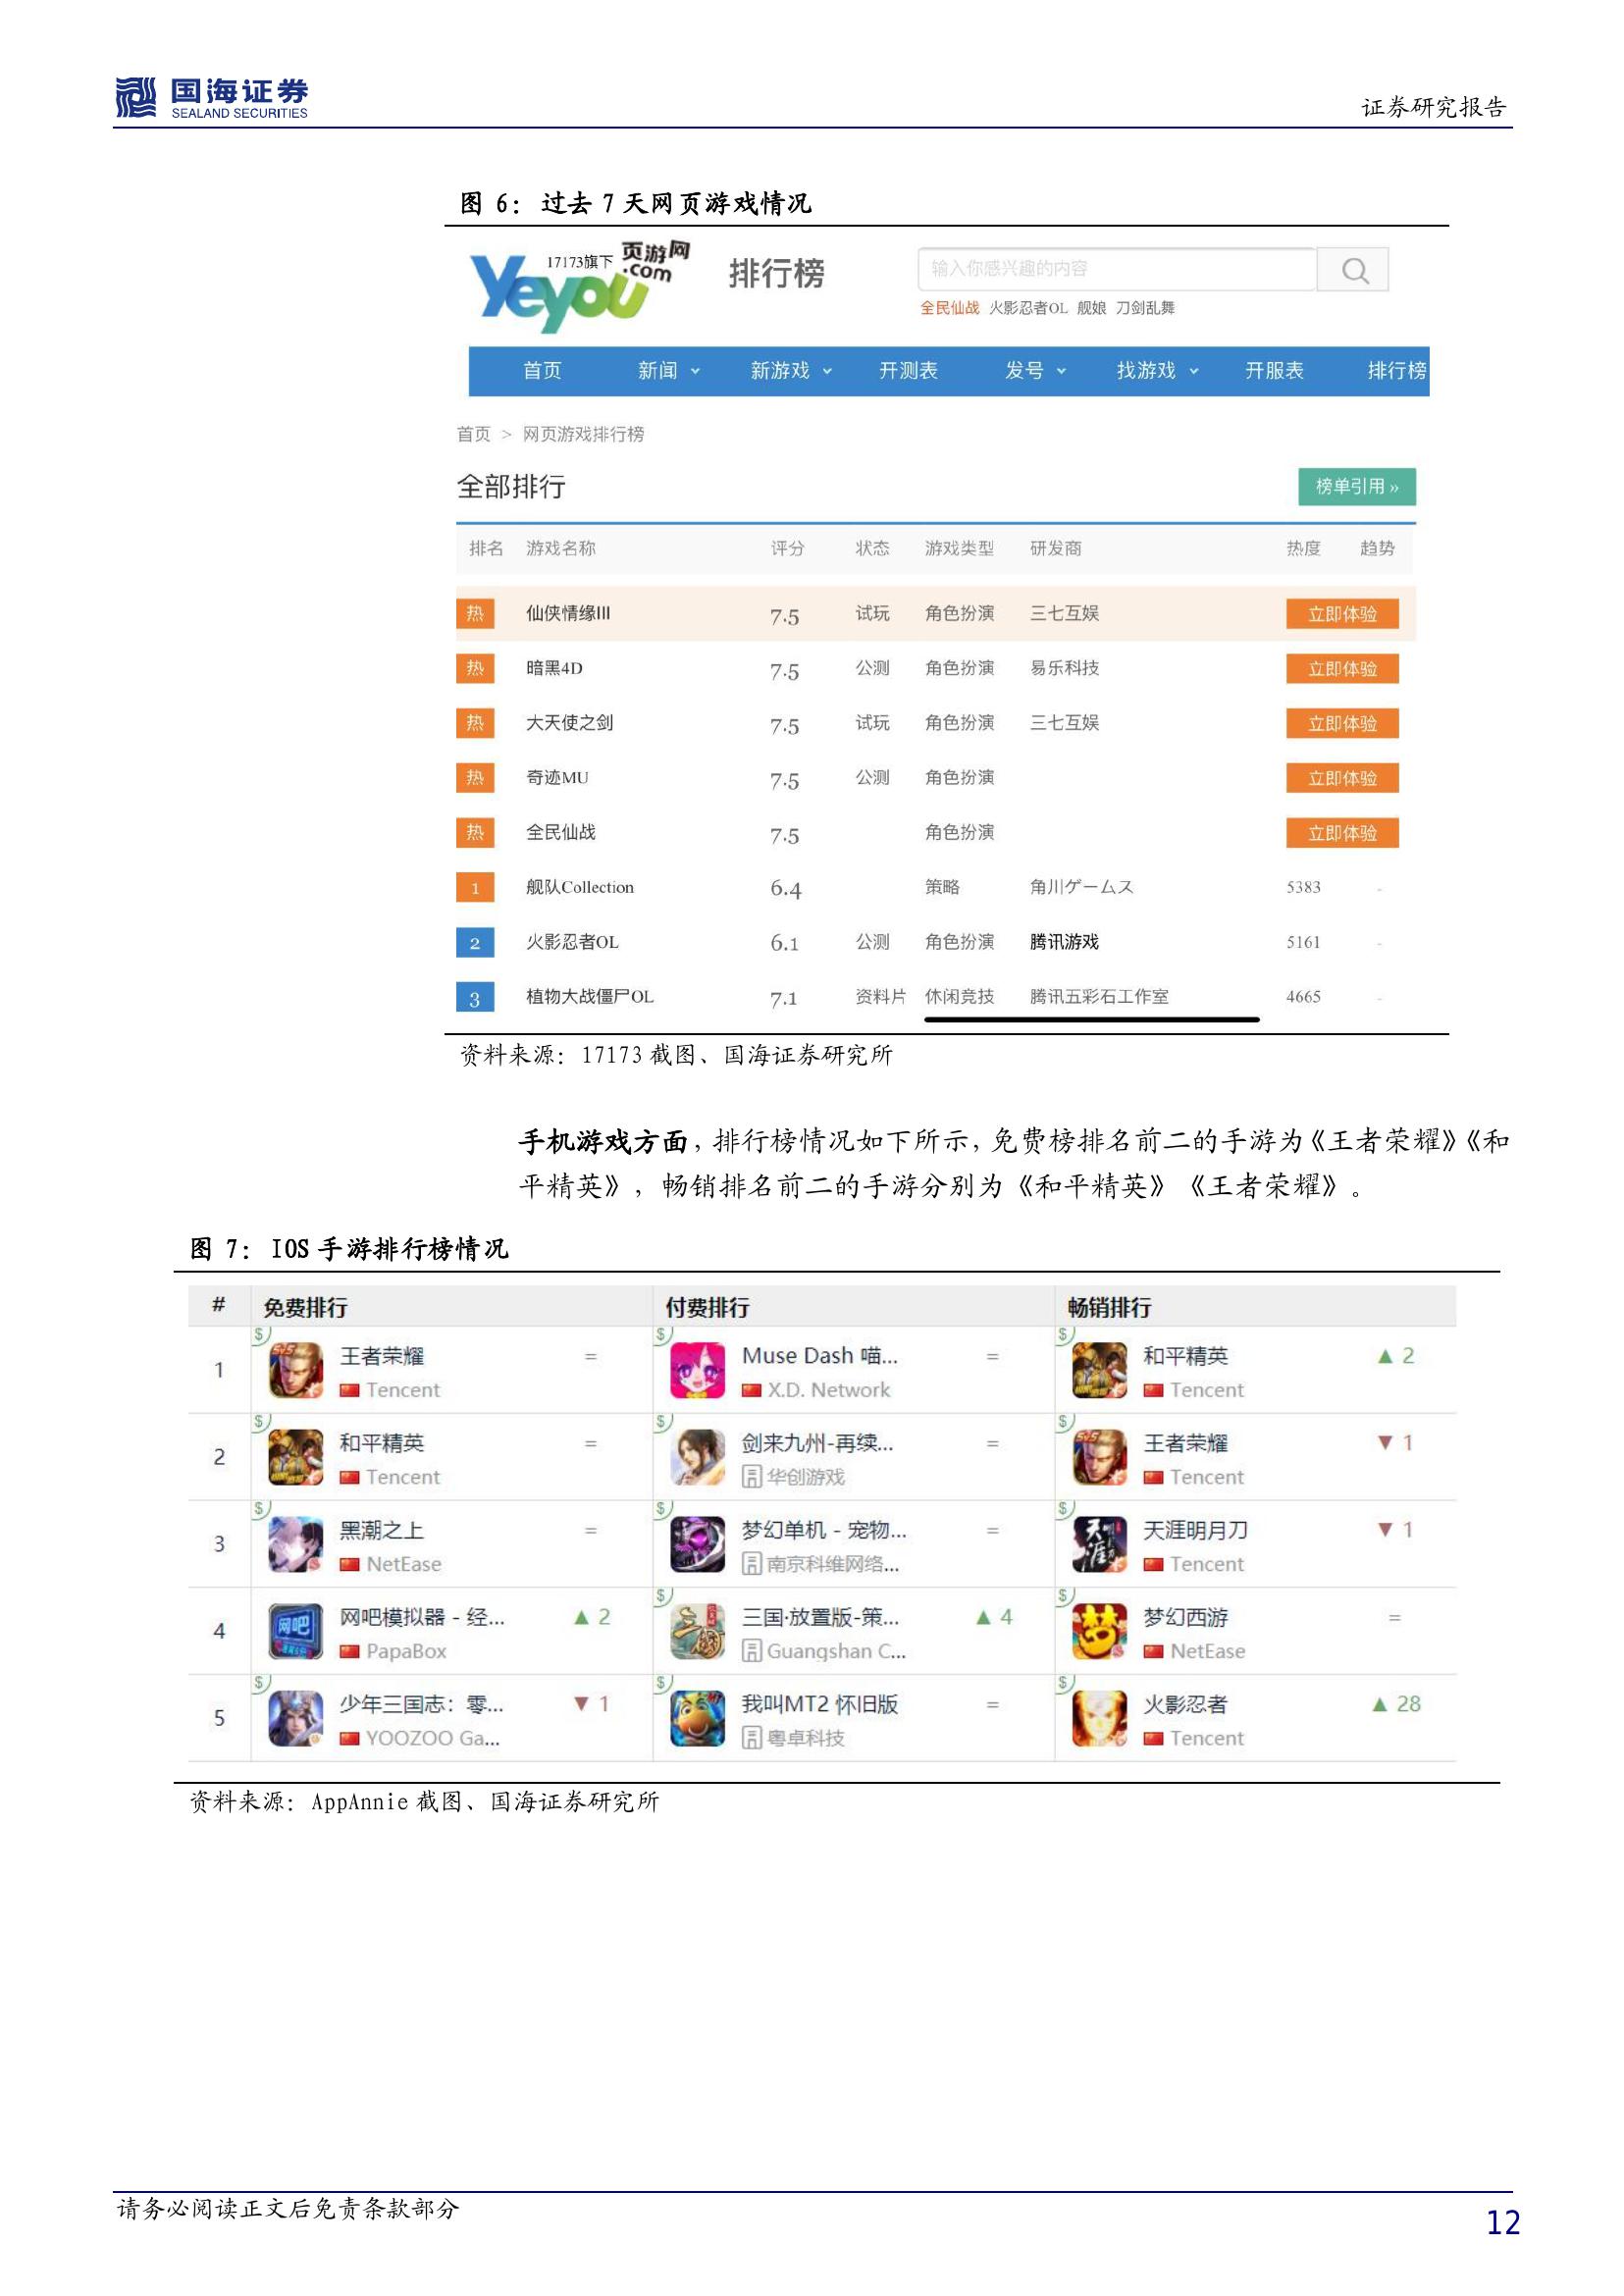 国海证券
SEALAND SECURITIES
证券研究报告
图 6：过去 7 天网页游戏情况
Yeyou 17173旗下 页游网 .com
排行榜
输入你感兴趣的内容
全民仙战 火影忍者OL 舰娘 刀剑乱舞
首页 新闻 新游戏 开测表 发号 找游戏 开服表 排行榜
首页 > 网页游戏排行榜
全部排行 榜单引用 »
排名 游戏名称 评分 状态 游戏类型 研发商 热度 趋势
热 仙侠情缘III 7.5 试玩 角色扮演 三七互娱 立即体验
热 暗黑4D 7.5 公测 角色扮演 易乐科技 立即体验
热 大天使之剑 7.5 试玩 角色扮演 三七互娱 立即体验
热 奇迹MU 7.5 公测 角色扮演 立即体验
热 全民仙战 7.5 角色扮演 立即体验
1 舰队Collection 6.4 策略 角川ゲームス 5383 -
2 火影忍者OL 6.1 公测 角色扮演 腾讯游戏 5161 -
3 植物大战僵尸OL 7.1 资料片 休闲竞技 腾讯五彩石工作室 4665 -
资料来源：17173 截图、国海证券研究所
手机游戏方面，排行榜情况如下所示，免费榜排名前二的手游为《王者荣耀》《和
平精英》，畅销排名前二的手游分别为《和平精英》《王者荣耀》。
图 7：IOS 手游排行榜情况
# 免费排行 付费排行 畅销排行
1 王者荣耀 = Muse Dash 喵... = 和平精英 ▲ 2
Tencent X.D. Network Tencent
2 和平精英 = 剑来九州-再续... = 王者荣耀 ▼ 1
Tencent 华创游戏 Tencent
3 黑潮之上 = 梦幻单机 - 宠物... = 天涯明月刀 ▼ 1
NetEase 南京科维网络... Tencent
4 网吧模拟器 - 经... ▲ 2 三国·放置版-策... ▲ 4 梦幻西游 =
PapaBox Guangshan C... NetEase
5 少年三国志：零... ▼ 1 我叫MT2 怀旧版 = 火影忍者 ▲ 28
YOOZOO Ga... 粤卓科技 Tencent
资料来源：AppAnnie 截图、国海证券研究所
请务必阅读正文后免责条款部分
12